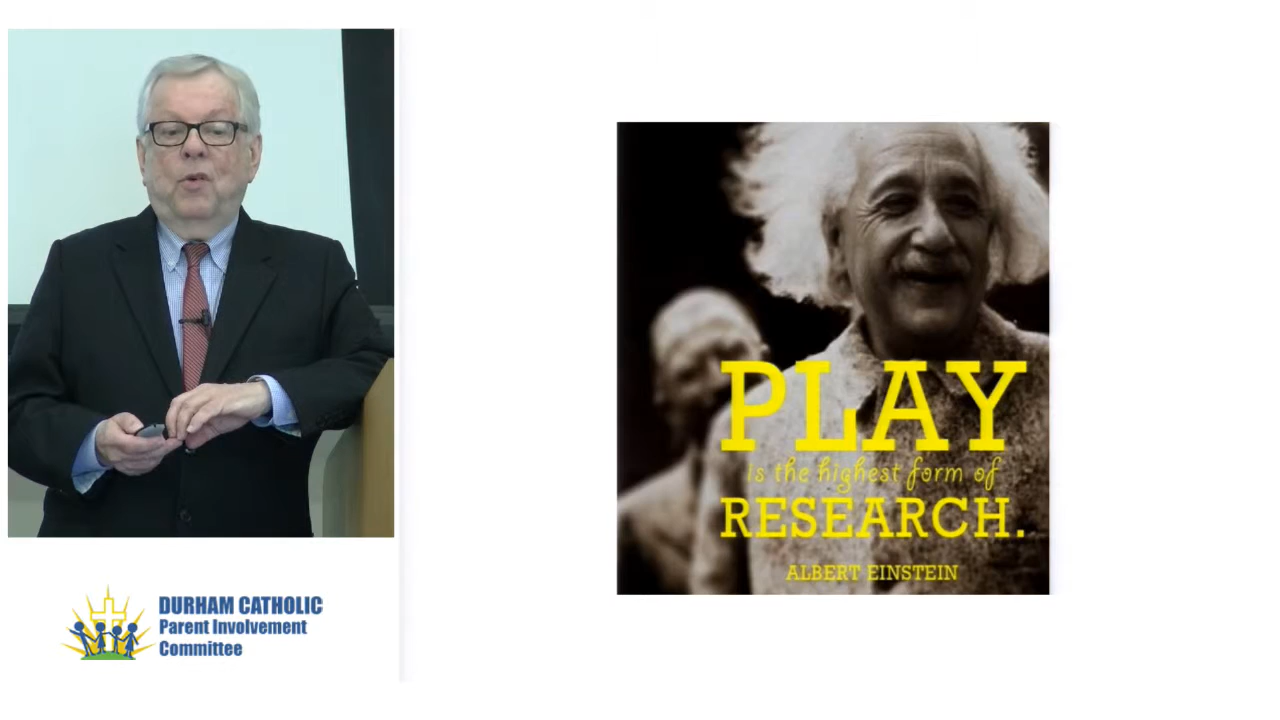 PLAY
is the highest form of
RESEARCH.
ALBERT EINSTEIN
DURHAM CATHOLIC
Parent Involvement
Committee